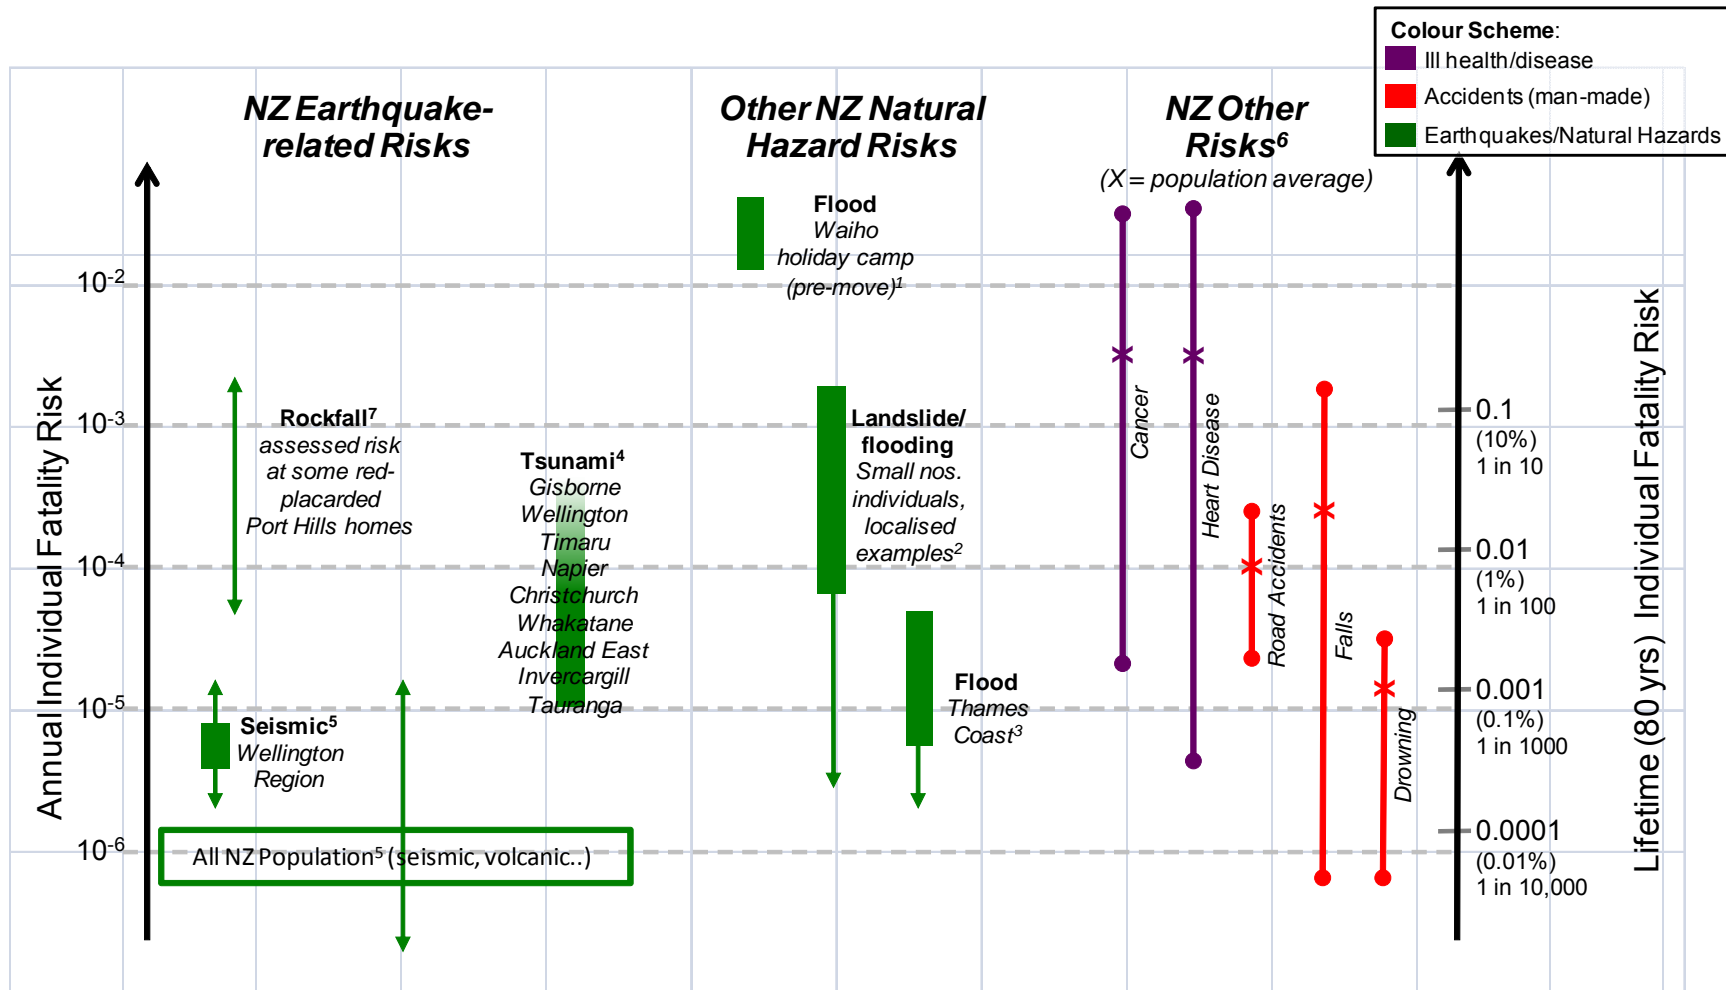 Colour Scheme:
Ill health/disease
Accidents (man-made)
Earthquakes/Natural Hazards
NZ Earthquake-
related Risks
Other NZ Natural
Hazard Risks
NZ Other
Risks⁶
(X = population average)
Annual Individual Fatality Risk
10⁻²
10⁻³
10⁻⁴
10⁻⁵
10⁻⁶
Rockfall⁷
assessed risk
at some red-
placarded
Port Hills homes
Seismic⁵
Wellington
Region
All NZ Population⁵ (seismic, volcanic..)
Tsunami⁴
Gisborne
Wellington
Timaru
Napier
Christchurch
Whakatane
Auckland East
Invercargill
Tauranga
Flood
Waiho
holiday camp
(pre-move)¹
Landslide/
flooding
Small nos.
individuals,
localised
examples²
Flood
Thames
Coast³
Cancer
Heart Disease
Road Accidents
Falls
Drowning
0.1
(10%)
1 in 10
0.01
(1%)
1 in 100
0.001
(0.1%)
1 in 1000
0.0001
(0.01%)
1 in 10,000
Lifetime (80 yrs) Individual Fatality Risk